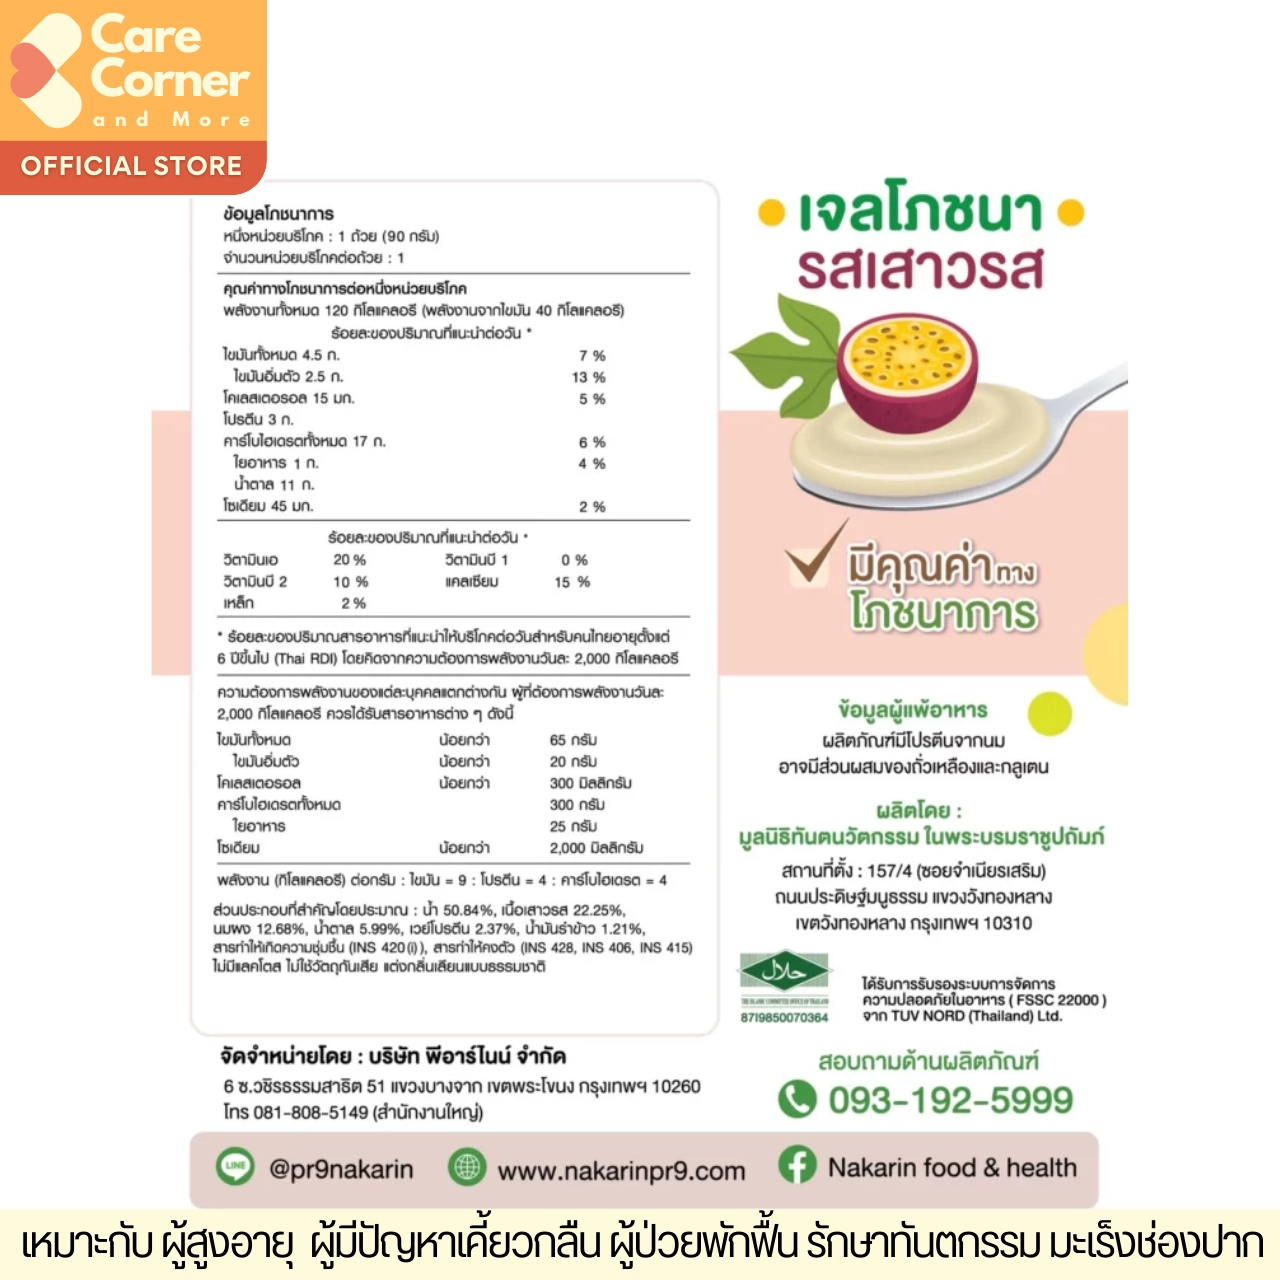 Care
Corner
and More
OFFICIAL STORE
ข้อมูลโภชนาการ
หนึ่งหน่วยบริโภค : 1 ถ้วย (90 กรัม)
จำนวนหน่วยบริโภคต่อถ้วย : 1
คุณค่าทางโภชนาการต่อหนึ่งหน่วยบริโภค
พลังงานทั้งหมด 120 กิโลแคลอรี (พลังงานจากไขมัน 40 กิโลแคลอรี)
ร้อยละของปริมาณที่แนะนำต่อวัน *
ไขมันทั้งหมด 4.5 ก. 7 %
ไขมันอิ่มตัว 2.5 ก. 13 %
โคเลสเตอรอล 15 มก. 5 %
โปรตีน 3 ก.
คาร์โบไฮเดรตทั้งหมด 17 ก. 6 %
ใยอาหาร 1 ก. 4 %
น้ำตาล 11 ก.
โซเดียม 45 มก. 2 %
ร้อยละของปริมาณที่แนะนำต่อวัน *
วิตามินเอ 20 % วิตามินบี 1 0 %
วิตามินบี 2 10 % แคลเซียม 15 %
เหล็ก 2 %
* ร้อยละของปริมาณสารอาหารที่แนะนำให้บริโภคต่อวันสำหรับคนไทยอายุตั้งแต่
6 ปีขึ้นไป (Thai RDI) โดยคิดจากความต้องการพลังงานวันละ 2,000 กิโลแคลอรี
ความต้องการพลังงานของแต่ละบุคคลแตกต่างกัน ผู้ที่ต้องการพลังงานวันละ
2,000 กิโลแคลอรี ควรได้รับสารอาหารต่าง ๆ ดังนี้
ไขมันทั้งหมด น้อยกว่า 65 กรัม
ไขมันอิ่มตัว น้อยกว่า 20 กรัม
โคเลสเตอรอล น้อยกว่า 300 มิลลิกรัม
คาร์โบไฮเดรตทั้งหมด 300 กรัม
ใยอาหาร 25 กรัม
โซเดียม น้อยกว่า 2,000 มิลลิกรัม
พลังงาน (กิโลแคลอรี) ต่อกรัม : ไขมัน = 9 : โปรตีน = 4 : คาร์โบไฮเดรต = 4
ส่วนประกอบที่สำคัญโดยประมาณ : น้ำ 50.84%, เนื้อเสาวรส 22.25%,
นมผง 12.68%, น้ำตาล 5.99%, เวย์โปรตีน 2.37%, น้ำมันรำข้าว 1.21%,
สารทำให้เกิดความชุ่มชื้น (INS 420(i)), สารทำให้คงตัว (INS 428, INS 406, INS 415)
ไม่มีแลคโตส ไม่ใช้วัตถุกันเสีย แต่งกลิ่นเลียนแบบธรรมชาติ
จัดจำหน่ายโดย : บริษัท พีอาร์ไนน์ จำกัด
6 ซ.วชิรธรรมสาธิต 51 แขวงบางจาก เขตพระโขนง กรุงเทพฯ 10260
โทร 081-808-5149 (สำนักงานใหญ่)
เจลโภชนา
รสเสาวรส
มีคุณค่าทาง
โภชนาการ
ข้อมูลผู้แพ้อาหาร
ผลิตภัณฑ์มีโปรตีนจากนม
อาจมีส่วนผสมของถั่วเหลืองและกลูเตน
ผลิตโดย :
มูลนิธิทันตนวัตกรรม ในพระบรมราชูปถัมภ์
สถานที่ตั้ง : 157/4 (ซอยจำเนียรเสริม)
ถนนประดิษฐ์มนูธรรม แขวงวังทองหลาง
เขตวังทองหลาง กรุงเทพฯ 10310
حلال
THE ISLAMIC COMMITTEE OFFICE OF THAILAND
8719850070364
ได้รับการรับรองระบบการจัดการ
ความปลอดภัยในอาหาร ( FSSC 22000 )
จาก TUV NORD (Thailand) Ltd.
สอบถามด้านผลิตภัณฑ์
093-192-5999
LINE @pr9nakarin www.nakarinpr9.com Nakarin food & health
เหมาะกับ ผู้สูงอายุ ผู้มีปัญหาเคี้ยวกลืน ผู้ป่วยพักฟื้น รักษาทันตกรรม มะเร็งช่องปาก